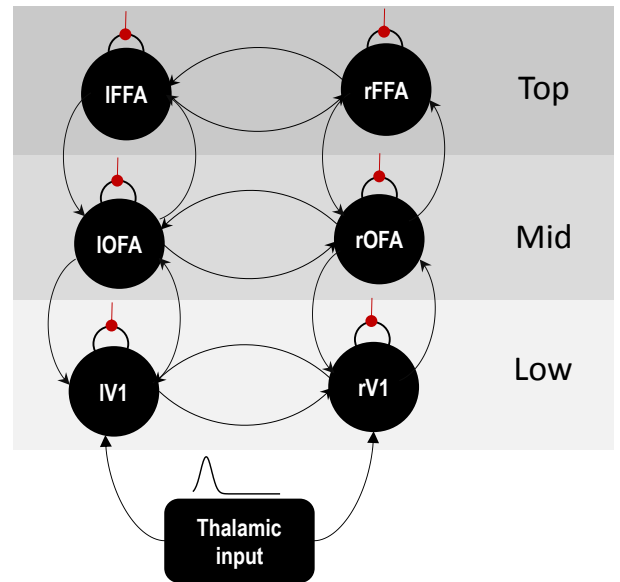 lFFA
rFFA
Top
lOFA
rOFA
Mid
lV1
rV1
Low
Thalamic
input